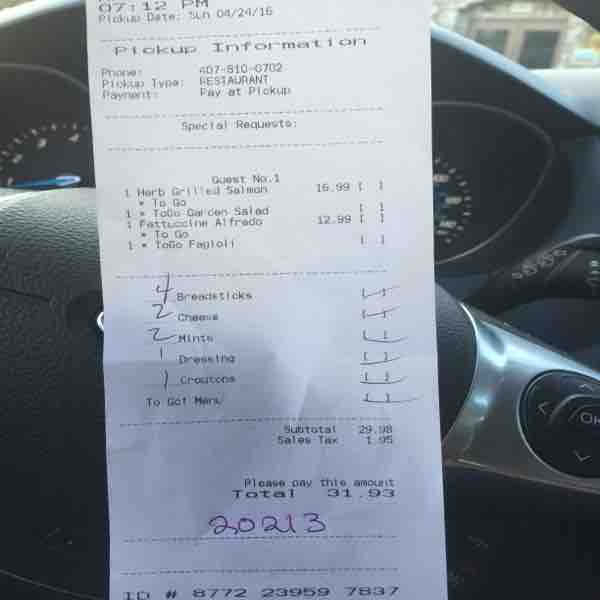 07:12 PM
Pickup Date: Sun 04/24/16
Pickup Information
Phone: 407-810-0702
Pickup Type: RESTAURANT
Payment: Pay at Pickup
Special Requests:
Guest No.1
1 Herb Grilled Salmon 16.99 [ ]
* To Go
1 * ToGo Garden Salad [ ]
1 Fettuccine Alfredo 12.99 [ ]
* To Go
1 * ToGo Fagioli [ ]
4 Breadsticks [ ]
2 Cheese [ ]
2 Mints [ ]
1 Dressing [ ]
1 Croutons [ ]
To Go! Menu [ ]
Subtotal 29.98
Sales Tax 1.95
Please pay this amount
Total 31.93
20213
ID # 8772 23959 7837
OK